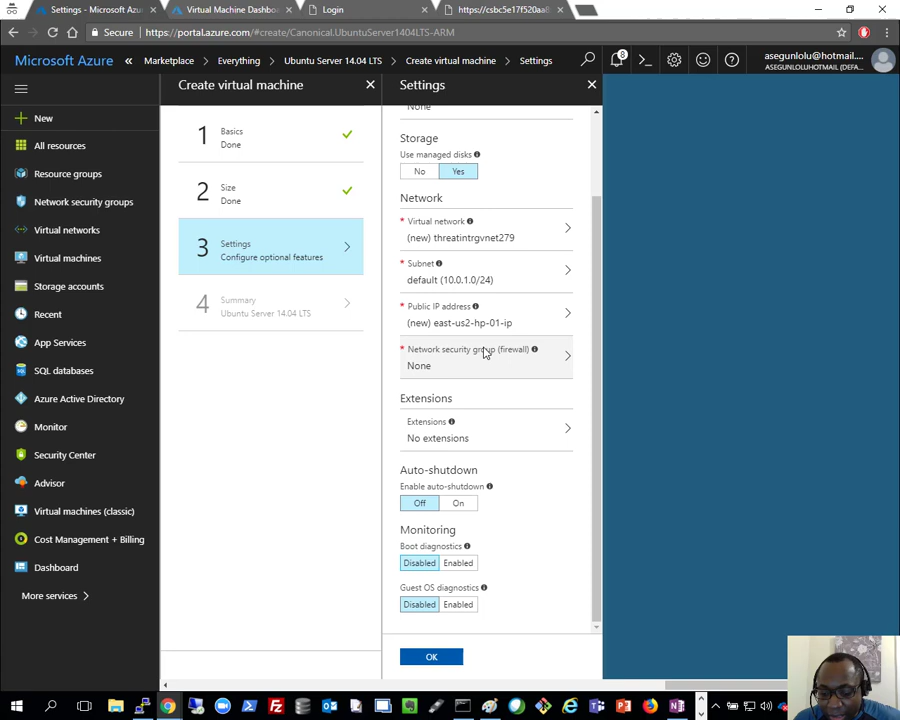 Settings - Microsoft Azu
Virtual Machine Dashbo
Login
https://csbc5e17f520aa8
Secure
https://portal.azure.com/#create/Canonical.UbuntuServer1404LTS-ARM
Microsoft Azure
Marketplace
Everything
Ubuntu Server 14.04 LTS
Create virtual machine
Settings
8
asegunlolu@hotmail....
ASEGUNLOLUHOTMAIL (DEFA...
New
All resources
Resource groups
Network security groups
Virtual networks
Virtual machines
Storage accounts
Recent
App Services
SQL databases
Azure Active Directory
Monitor
Security Center
Advisor
Virtual machines (classic)
Cost Management + Billing
Dashboard
More services
Create virtual machine
1
Basics
Done
2
Size
Done
3
Settings
Configure optional features
4
Summary
Ubuntu Server 14.04 LTS
Settings
None
Storage
Use managed disks
No
Yes
Network
* Virtual network
(new) threatintrgvnet279
* Subnet
default (10.0.1.0/24)
* Public IP address
(new) east-us2-hp-01-ip
* Network security group (firewall)
None
Extensions
Extensions
No extensions
Auto-shutdown
Enable auto-shutdown
Off
On
Monitoring
Boot diagnostics
Disabled
Enabled
Guest OS diagnostics
Disabled
Enabled
OK